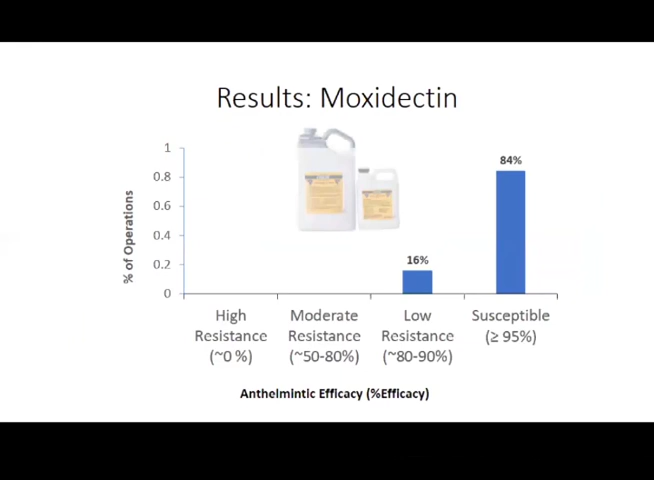 Results: Moxidectin
1
0.8
0.6
0.4
0.2
0
% of Operations
16%
84%
High
Resistance
(~0 %)
Moderate
Resistance
(~50-80%)
Low
Resistance
(~80-90%)
Susceptible
(≥ 95%)
Anthelmintic Efficacy (%Efficacy)